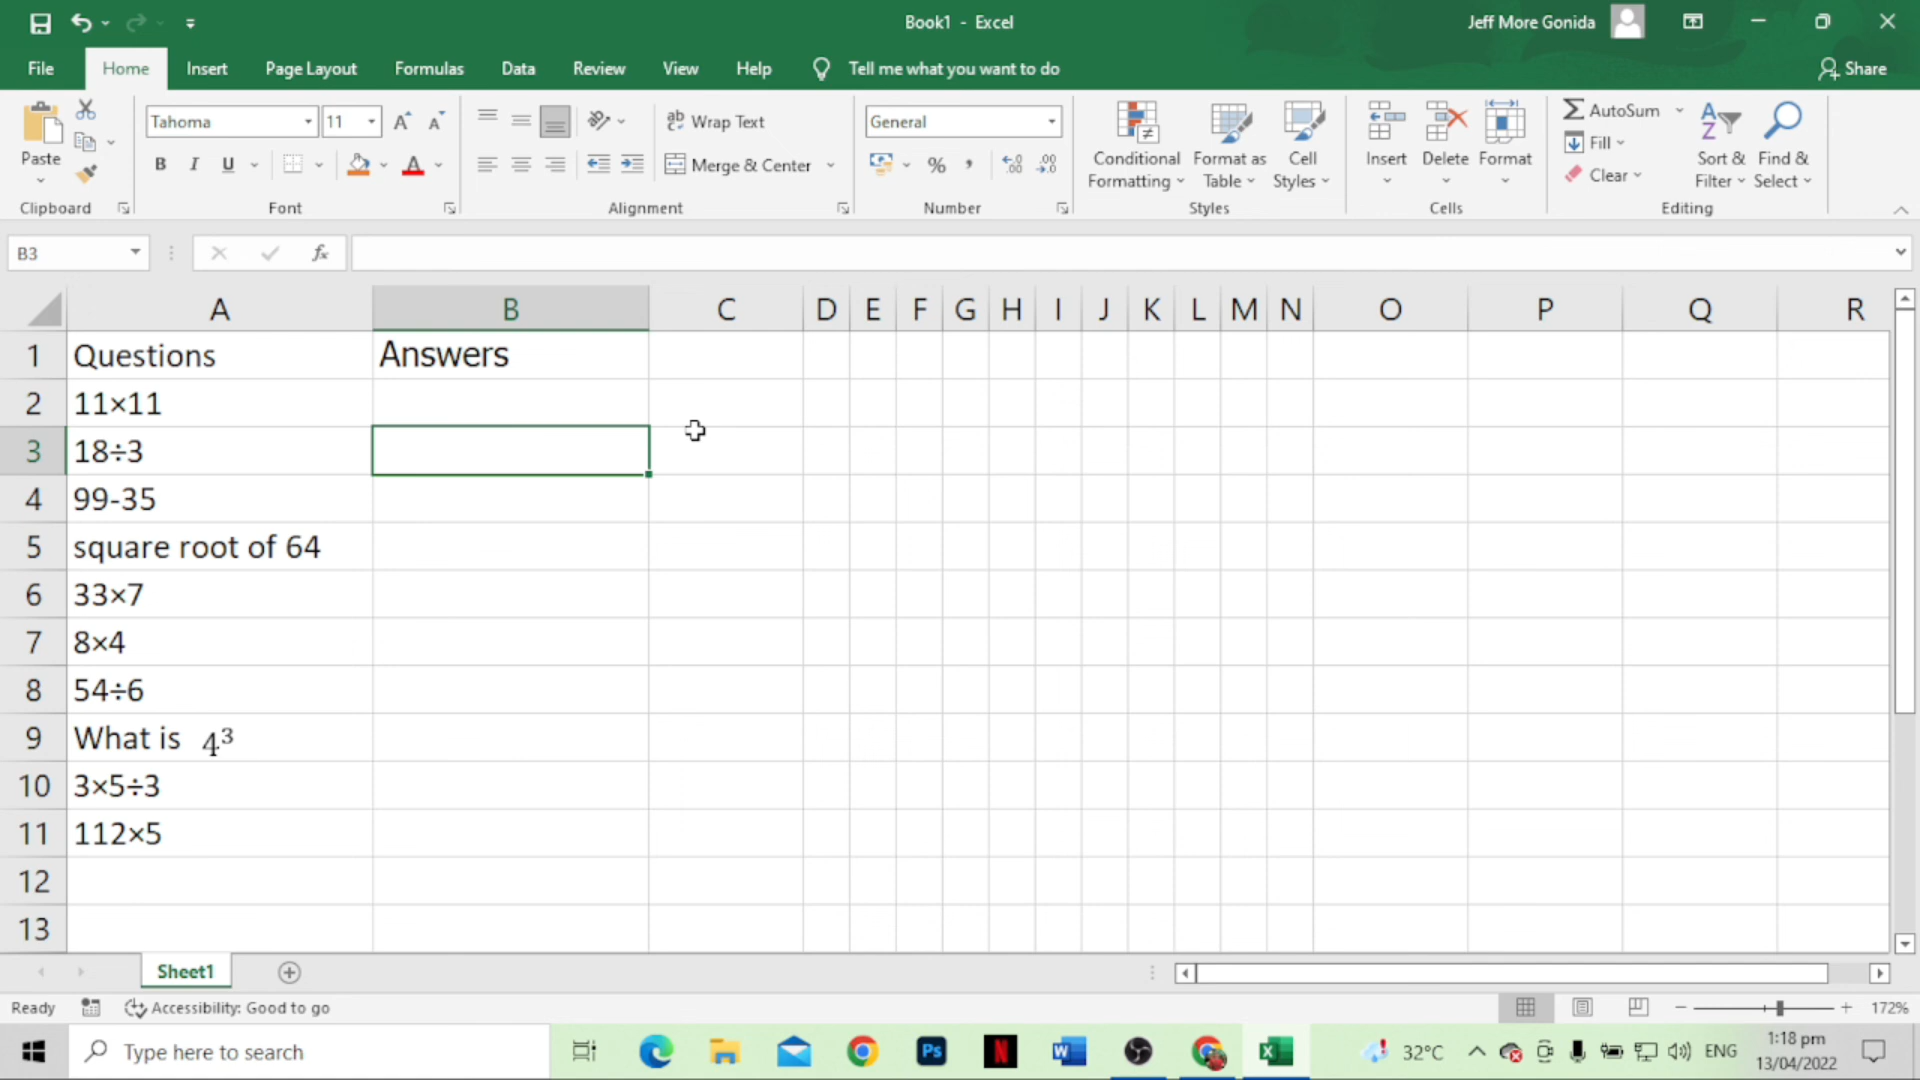 Book1 - Excel
Jeff More Gonida
File Home Insert Page Layout Formulas Data Review View Help Tell me what you want to do Share
Paste
Clipboard
Tahoma 11
B I U A
Font
ab Wrap Text
Merge & Center
Alignment
General
% ,
Number
Conditional Formatting
Format as Table
Cell Styles
Styles
Insert Delete Format
Cells
Σ AutoSum
Fill
Clear
Sort & Filter
Find & Select
Editing
B3 fx
A B C D E F G H I J K L M N O P Q R
1 Questions Answers
2 11×11
3 18÷3
4 99-35
5 square root of 64
6 33×7
7 8×4
8 54÷6
9 What is 4³
10 3×5÷3
11 112×5
12
13
Sheet1
Ready Accessibility: Good to go 172%
Type here to search Ps N W X 32°C ENG 1:18 pm
13/04/2022